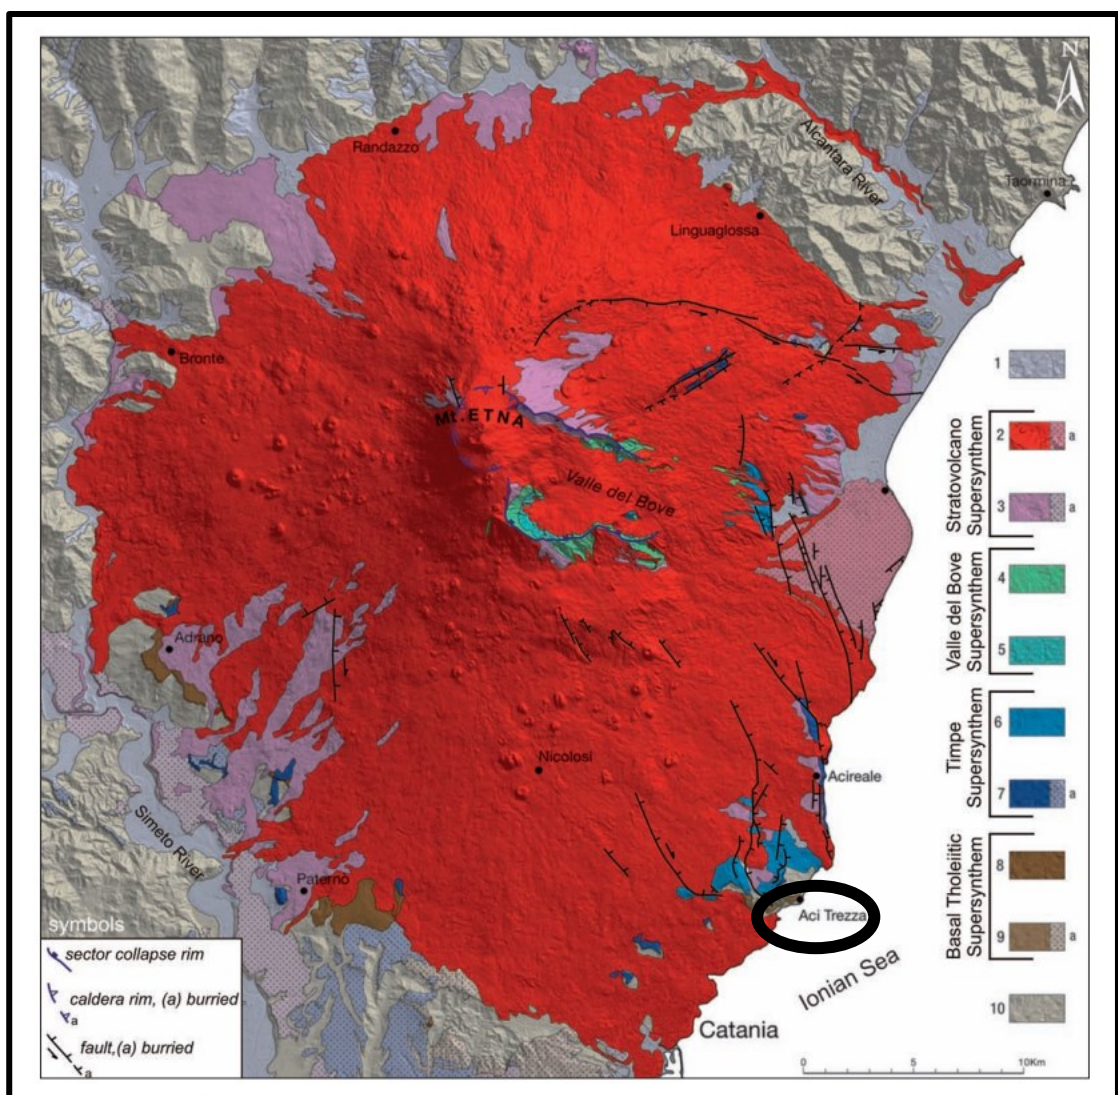 N
Randazzo
Alcantara River
Taormina
Linguaglossa
Bronte
Mt. ETNA
Valle del Bove
Adrano
Nicolosi
Acireale
Simeto River
Paternò
Aci Trezza
Ionian Sea
Catania
1
Stratovolcano
Supersynthem
2 a
3 a
Valle del Bove
Supersynthem
4
5
Timpe
Supersynthem
6
7 a
Basal Tholeiitic
Supersynthem
8
9 a
10
symbols
sector collapse rim
caldera rim, (a) burried
a
fault,(a) burried
a
0 5 10Km